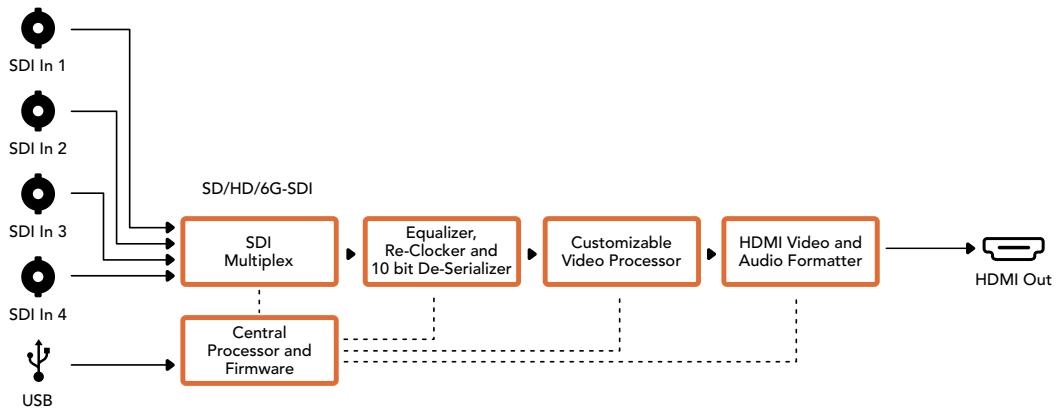 SDI In 1
SDI In 2
SDI In 3
SDI In 4
USB
SD/HD/6G-SDI
SDI
Multiplex
Equalizer,
Re-Clocker and
10 bit De-Serializer
Customizable
Video Processor
HDMI Video and
Audio Formatter
HDMI Out
Central
Processor and
Firmware